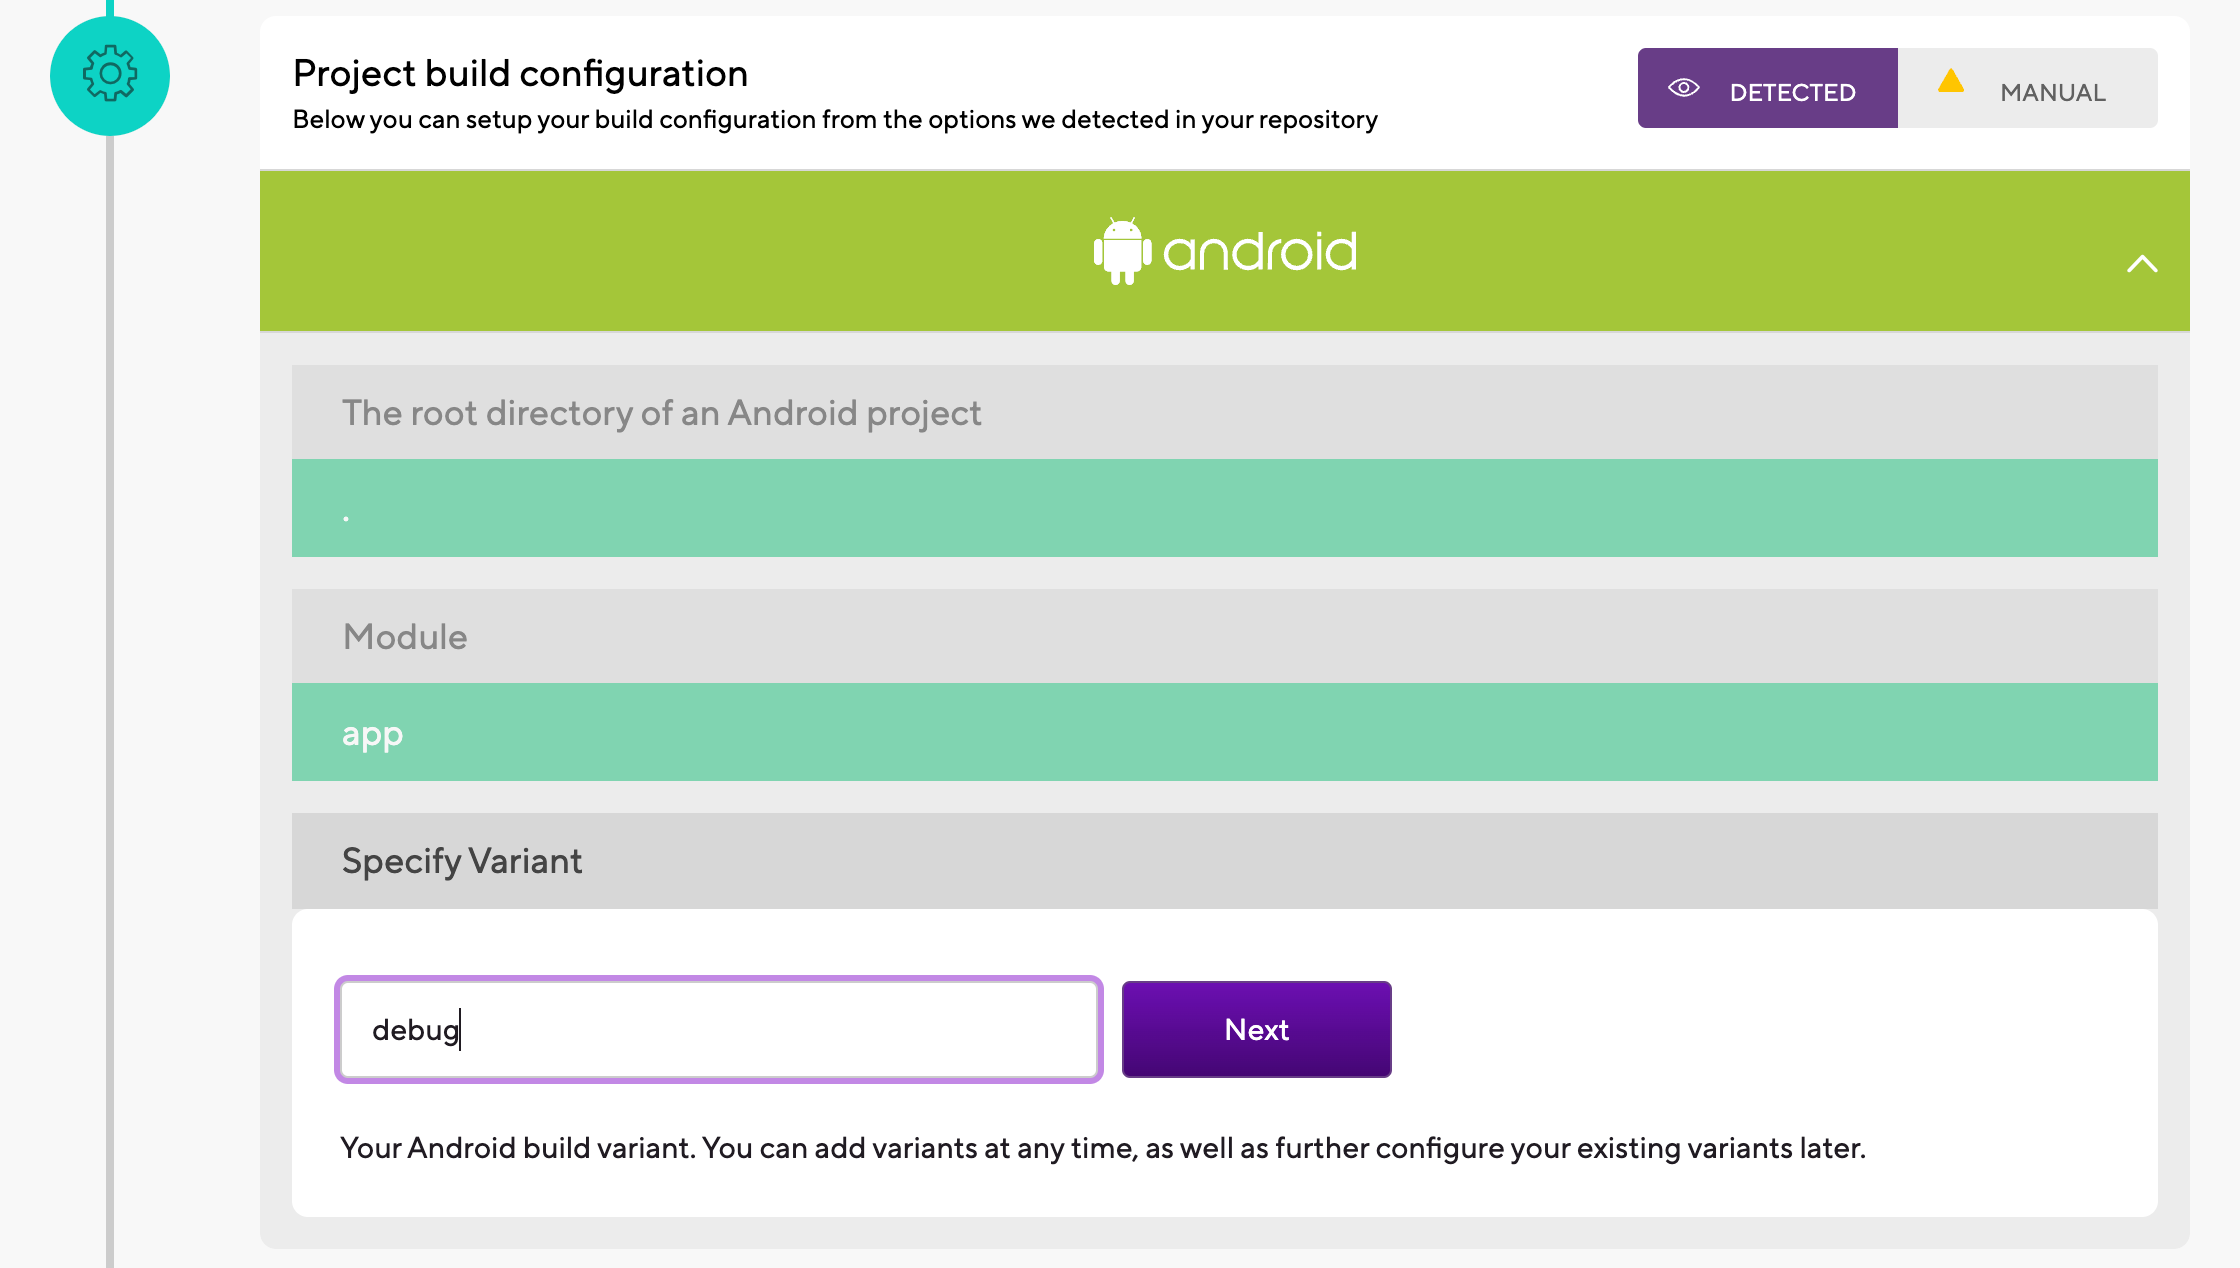 Project build configuration
Below you can setup your build configuration from the options we detected in your repository
DETECTED
MANUAL
android
The root directory of an Android project
.
Module
app
Specify Variant
debug
Next
Your Android build variant. You can add variants at any time, as well as further configure your existing variants later.